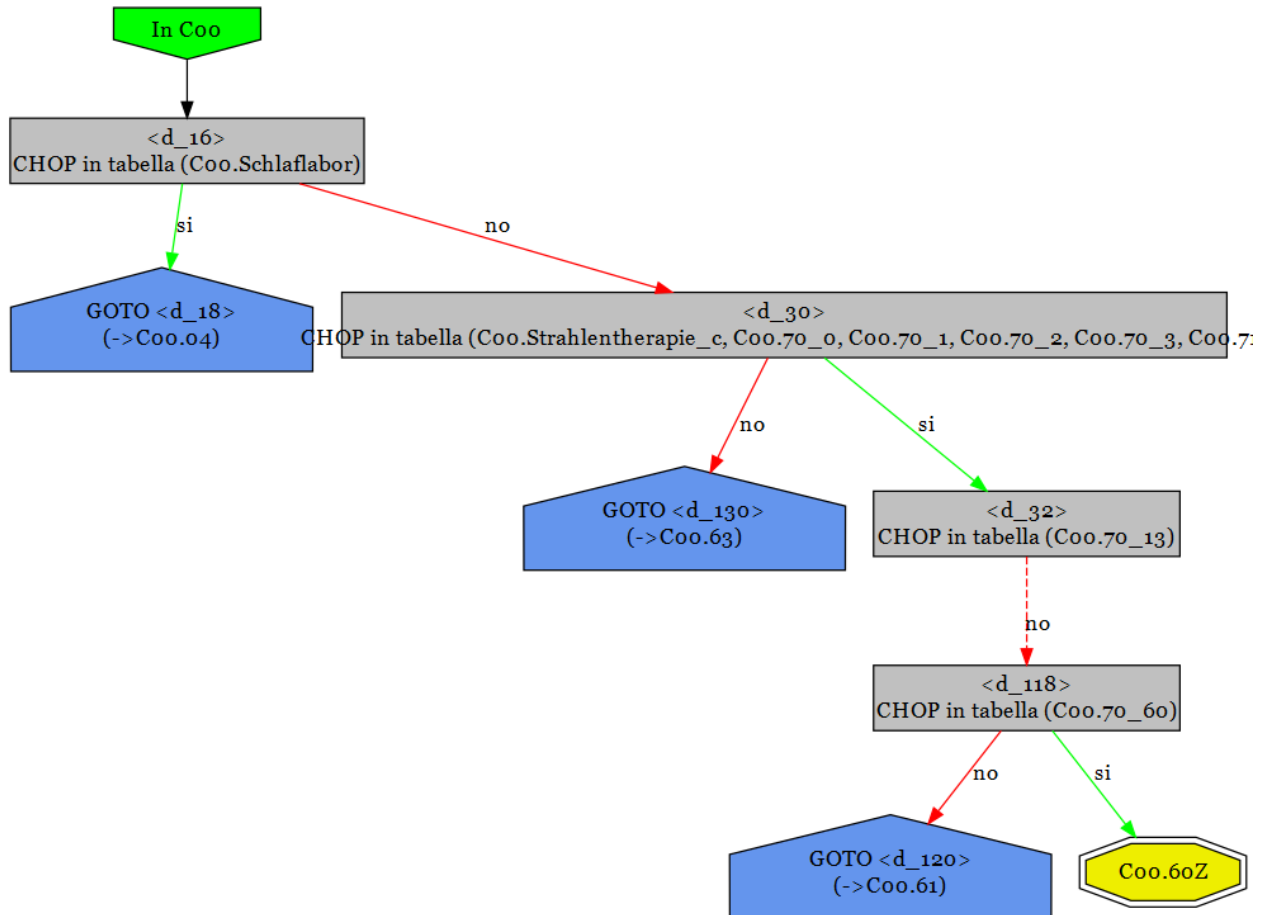 In C00
<d_16>
CHOP in tabella (C00.Schlaflabor)
si
no
GOTO <d_18>
(->C00.04)
<d_30>
CHOP in tabella (C00.Strahlentherapie_c, C00.70_0, C00.70_1, C00.70_2, C00.70_3, C00.71
no
si
GOTO <d_130>
(->C00.63)
<d_32>
CHOP in tabella (C00.70_13)
no
<d_118>
CHOP in tabella (C00.70_60)
no
si
GOTO <d_120>
(->C00.61)
C00.60Z